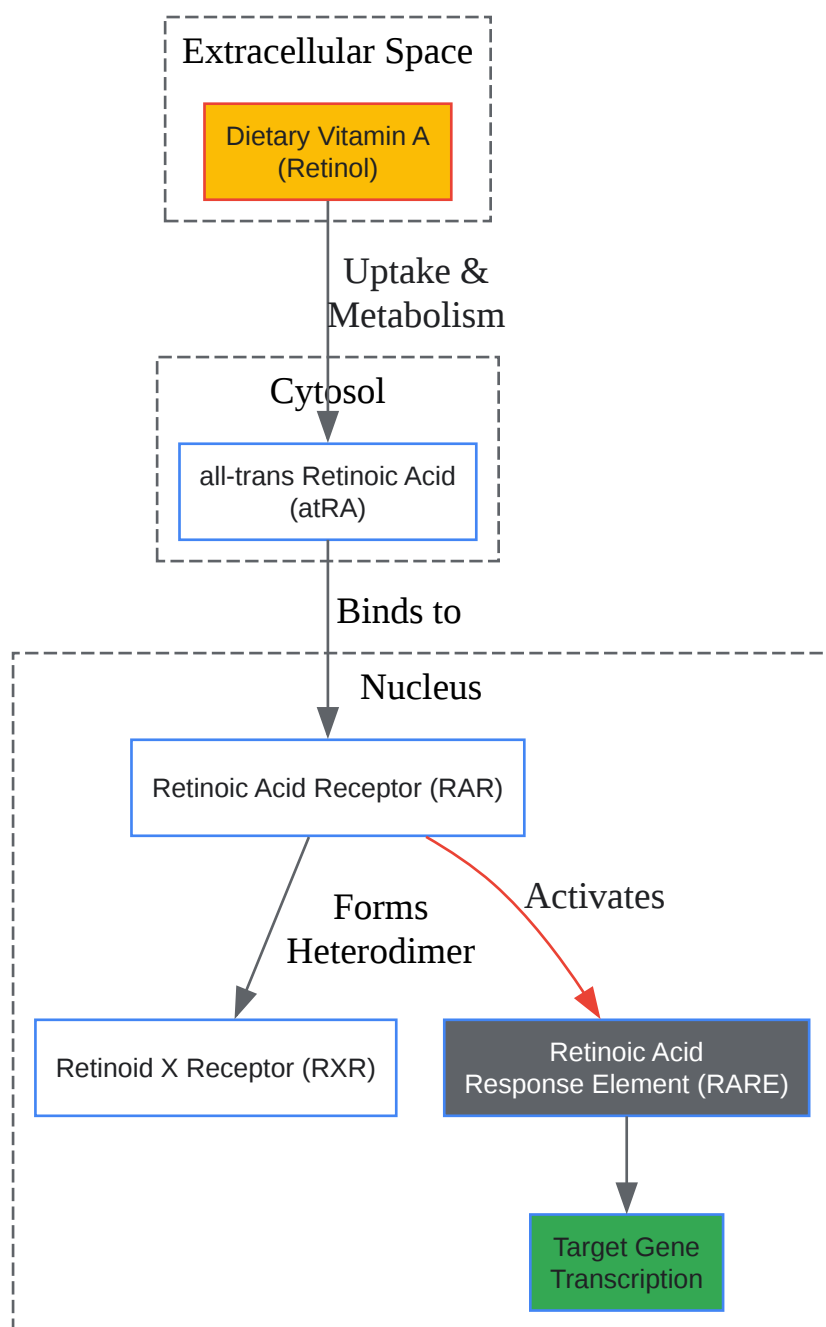 Extracellular Space
Dietary Vitamin A
(Retinol)
Uptake &
Metabolism
Cytosol
all-trans Retinoic Acid
(atRA)
Binds to
Nucleus
Retinoic Acid Receptor (RAR)
Forms
Heterodimer
Activates
Retinoid X Receptor (RXR)
Retinoic Acid
Response Element (RARE)
Target Gene
Transcription